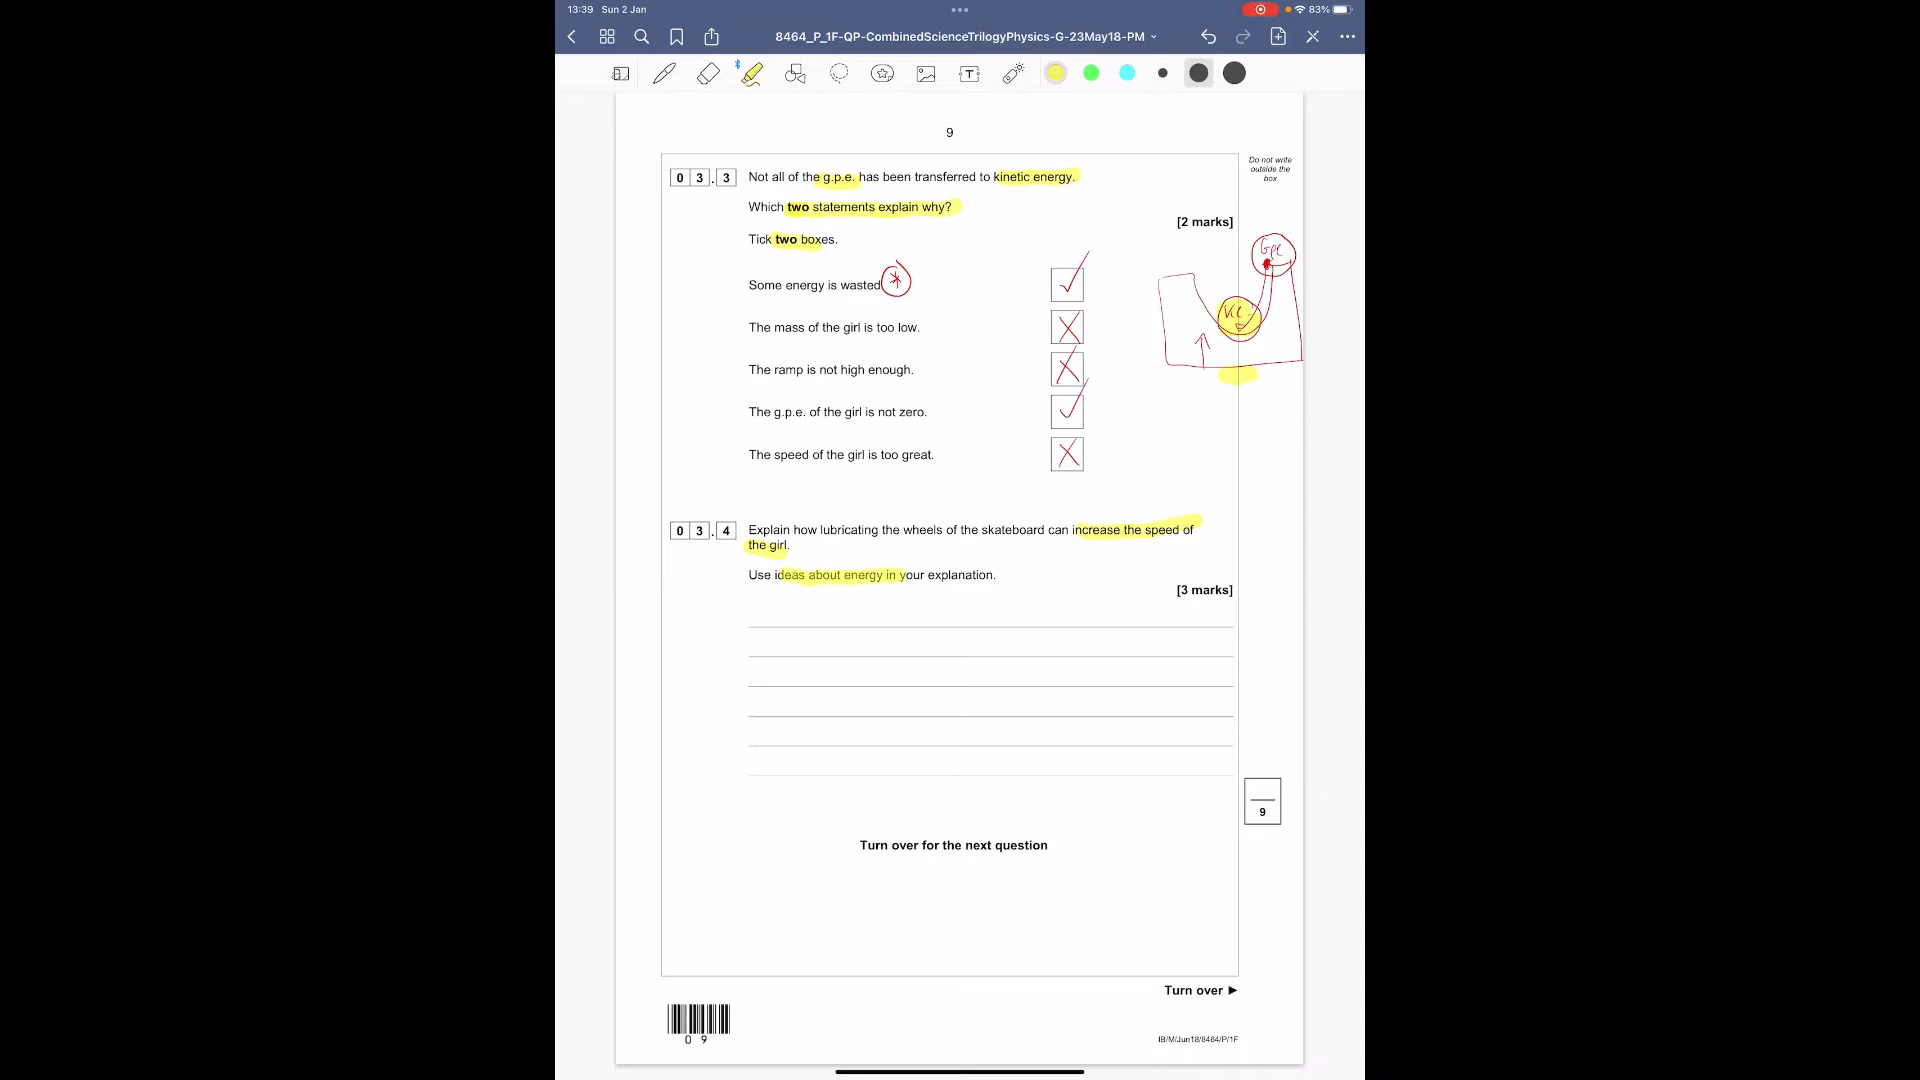 13:39 Sun 2 Jan
83%
8464_P_1F-QP-CombinedScienceTrilogyPhysics-G-23May18-PM
T
9
Do not write
outside the
box
0 3 . 3 Not all of the g.p.e. has been transferred to kinetic energy.
Which two statements explain why?
[2 marks]
Tick two boxes.
Gpe
Some energy is wasted
The mass of the girl is too low.
The ramp is not high enough.
The g.p.e. of the girl is not zero.
The speed of the girl is too great.
0 3 . 4 Explain how lubricating the wheels of the skateboard can increase the speed of
the girl.
Use ideas about energy in your explanation.
[3 marks]
9
Turn over for the next question
Turn over ►
0 9
IB/M/Jun18/8464/P/1F